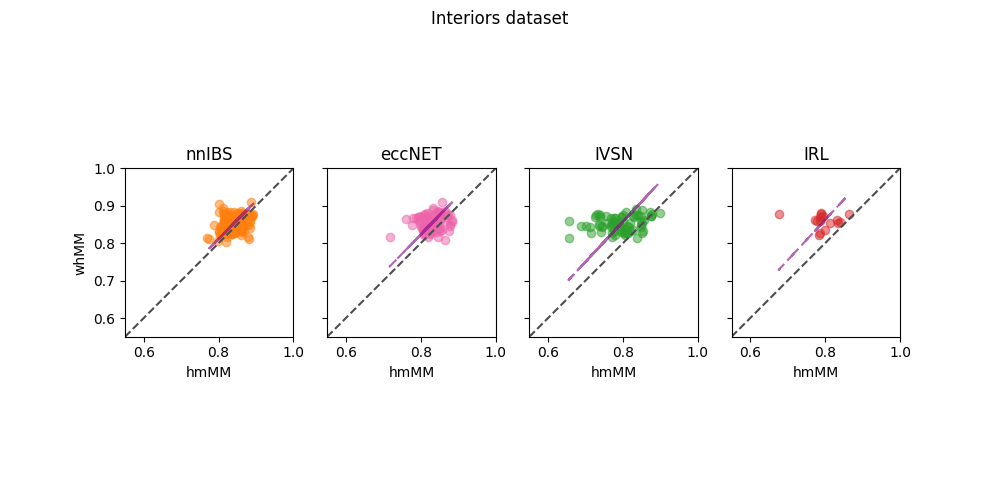 Interiors dataset
nnIBS eccNET IVSN IRL
1.0
0.9
0.8
0.7
0.6
whMM
0.6 0.8 1.0 0.6 0.8 1.0 0.6 0.8 1.0 0.6 0.8 1.0
hmMM hmMM hmMM hmMM